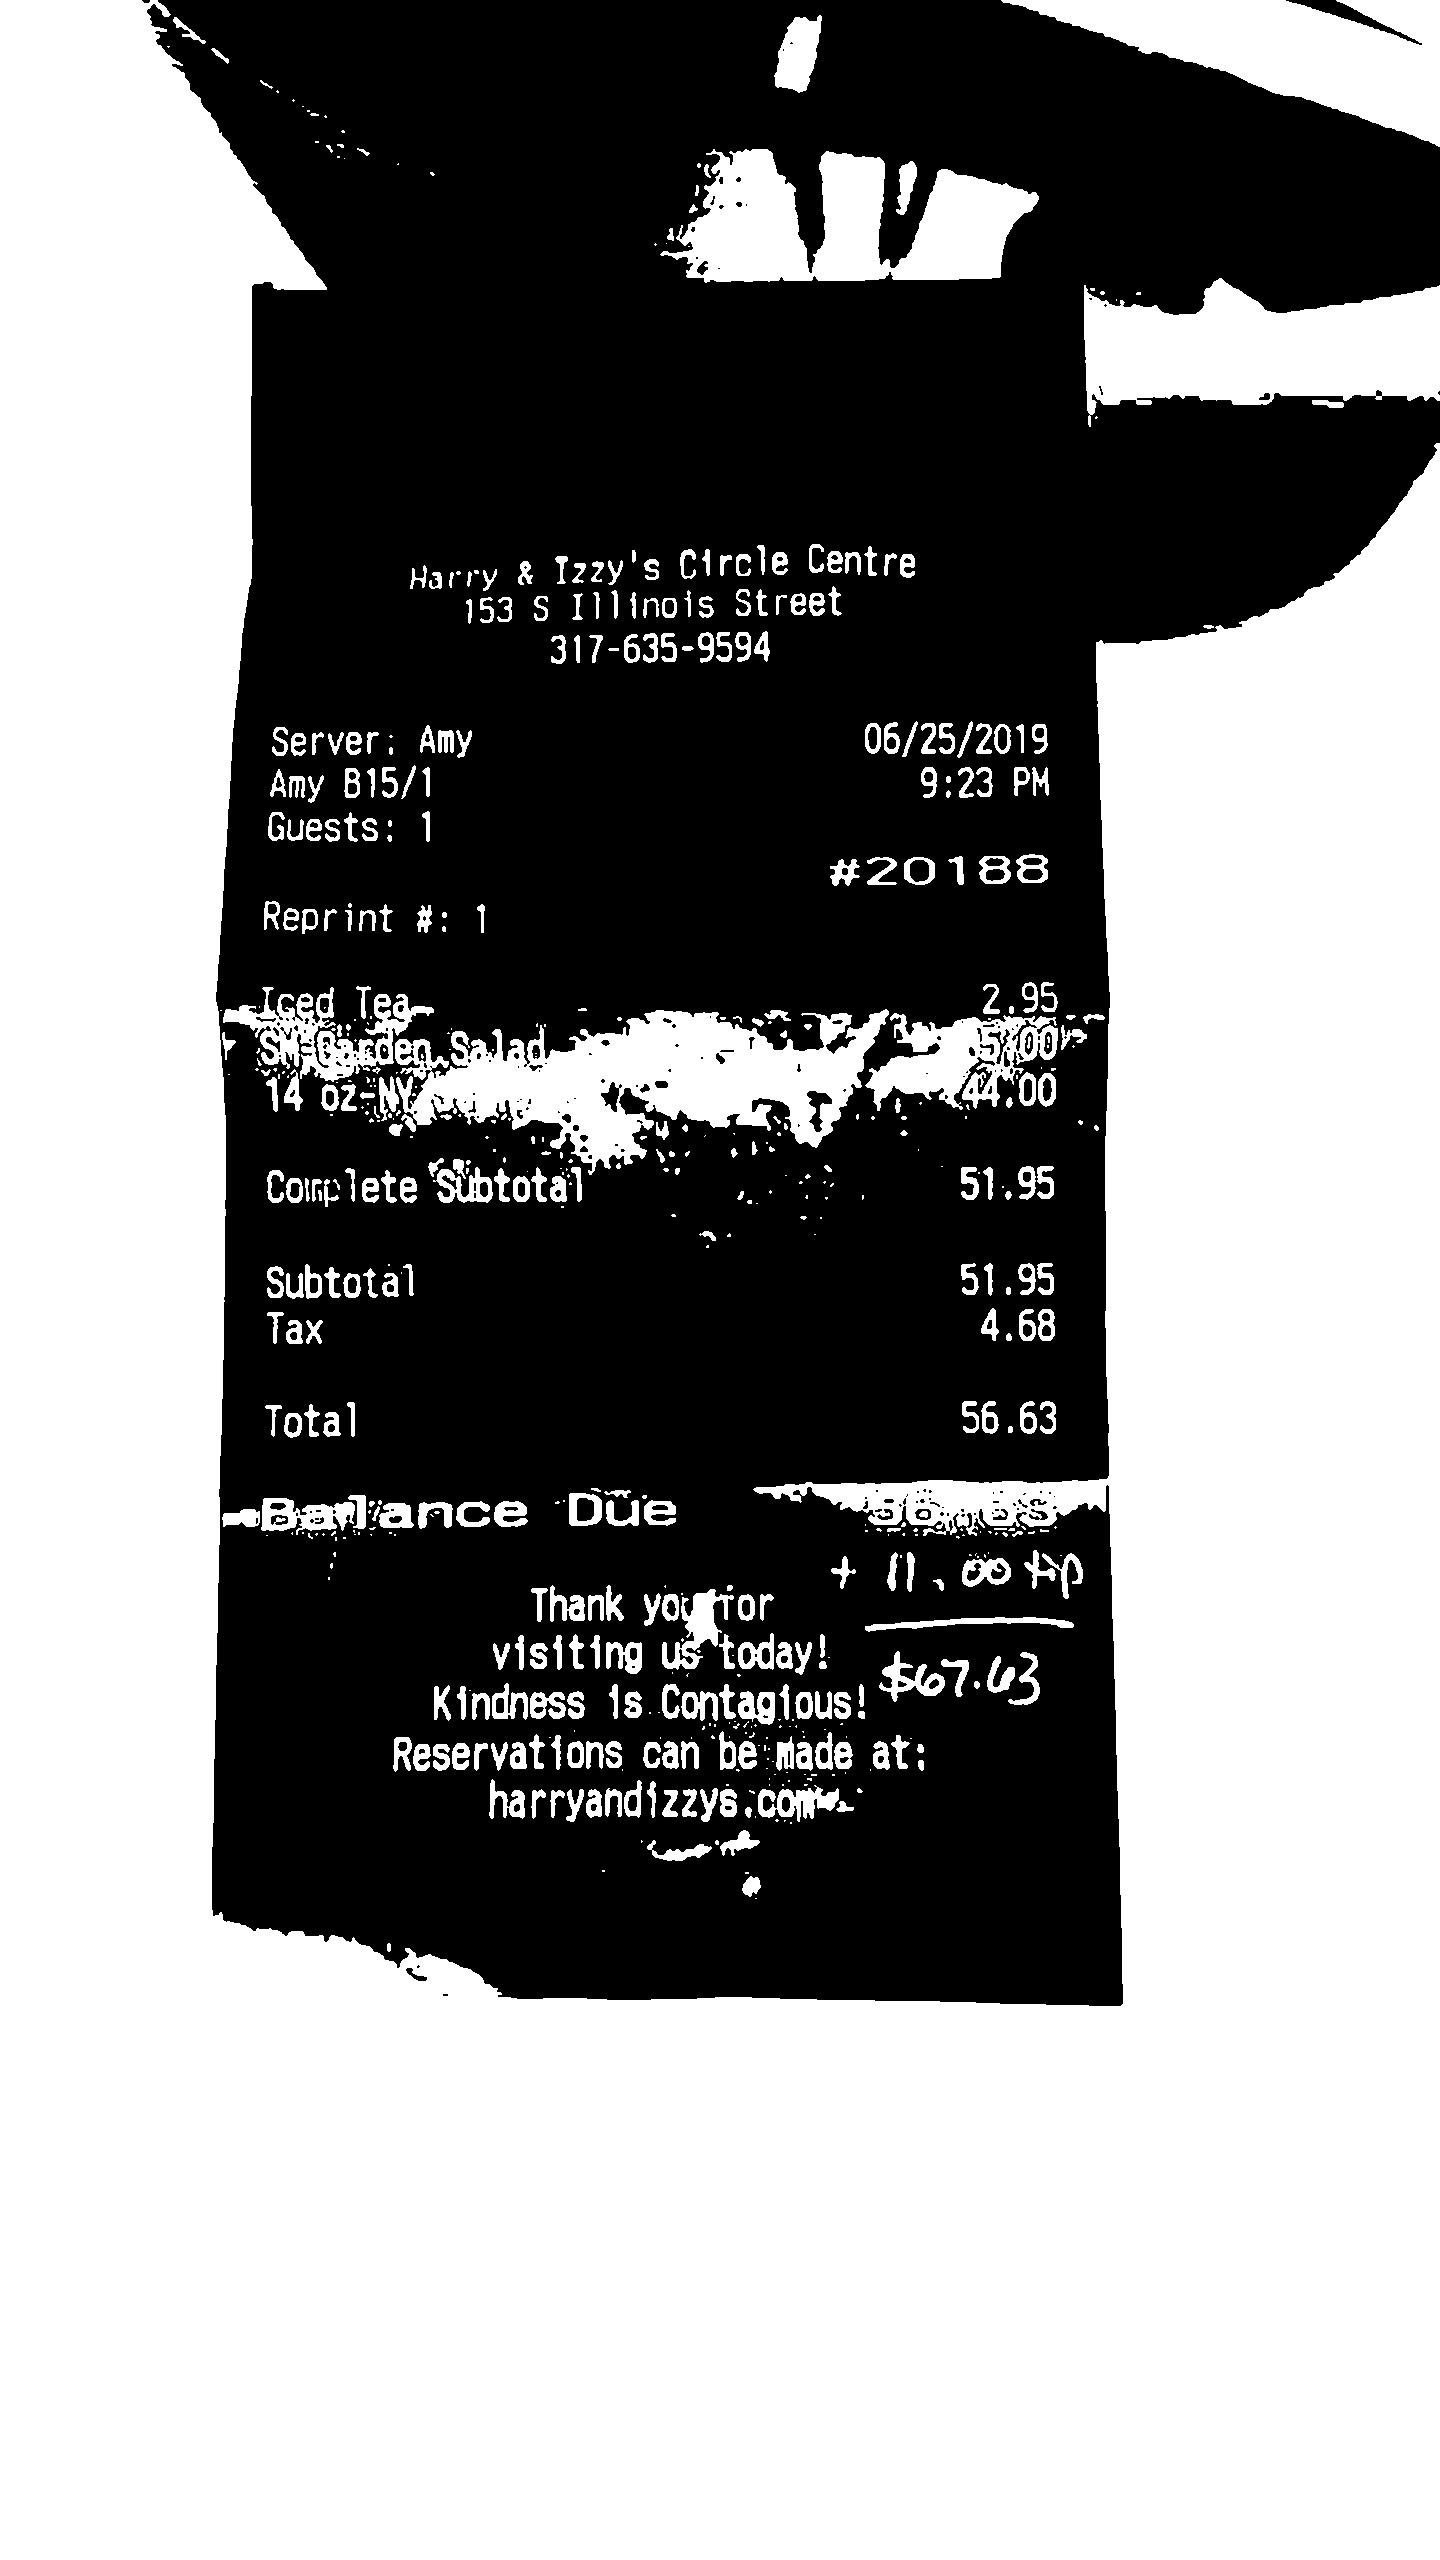 Harry & Izzy's Circle Centre
153 S Illinois Street
317-635-9594
Server: Amy 06/25/2019
Amy B15/1 9:23 PM
Guests: 1
#20188
Reprint #: 1
Iced Tea 2.95
SM-Garden Salad 5.00
14 oz-NY 44.00
Complete Subtotal 51.95
Subtotal 51.95
Tax 4.68
Total 56.63
Balance Due 56.63
+ 11.00 tip
Thank you for
visiting us today!
$67.63
Kindness is Contagious!
Reservations can be made at:
harryandizzys.com